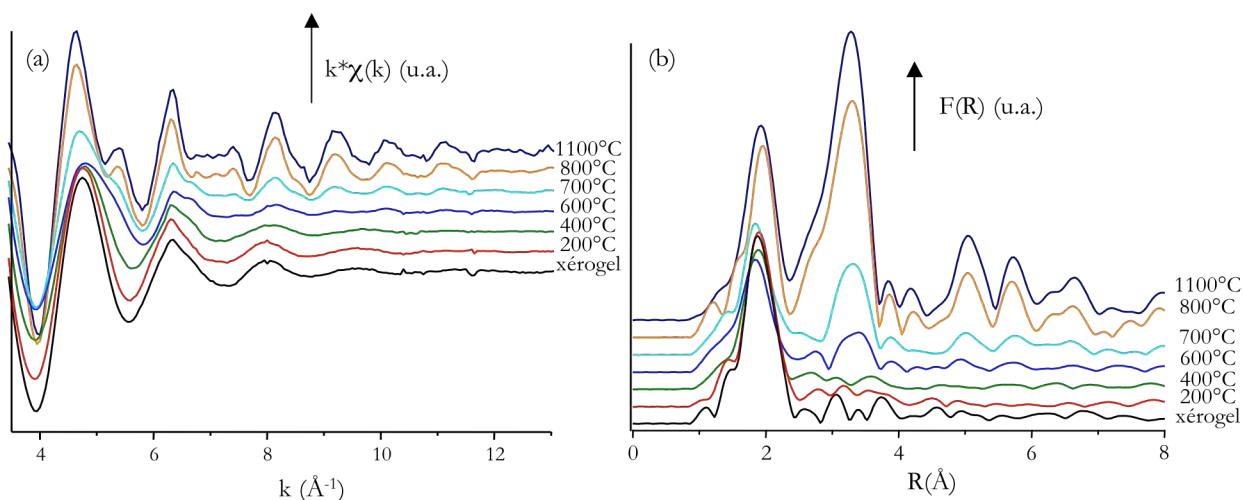 (a)
k*χ(k) (u.a.)
1100°C
800°C
700°C
600°C
400°C
200°C
xérogel
4 6 8 10 12
k (Å-1)
(b)
F(R) (u.a.)
1100°C
800°C
700°C
600°C
400°C
200°C
xérogel
0 2 4 6 8
R(Å)